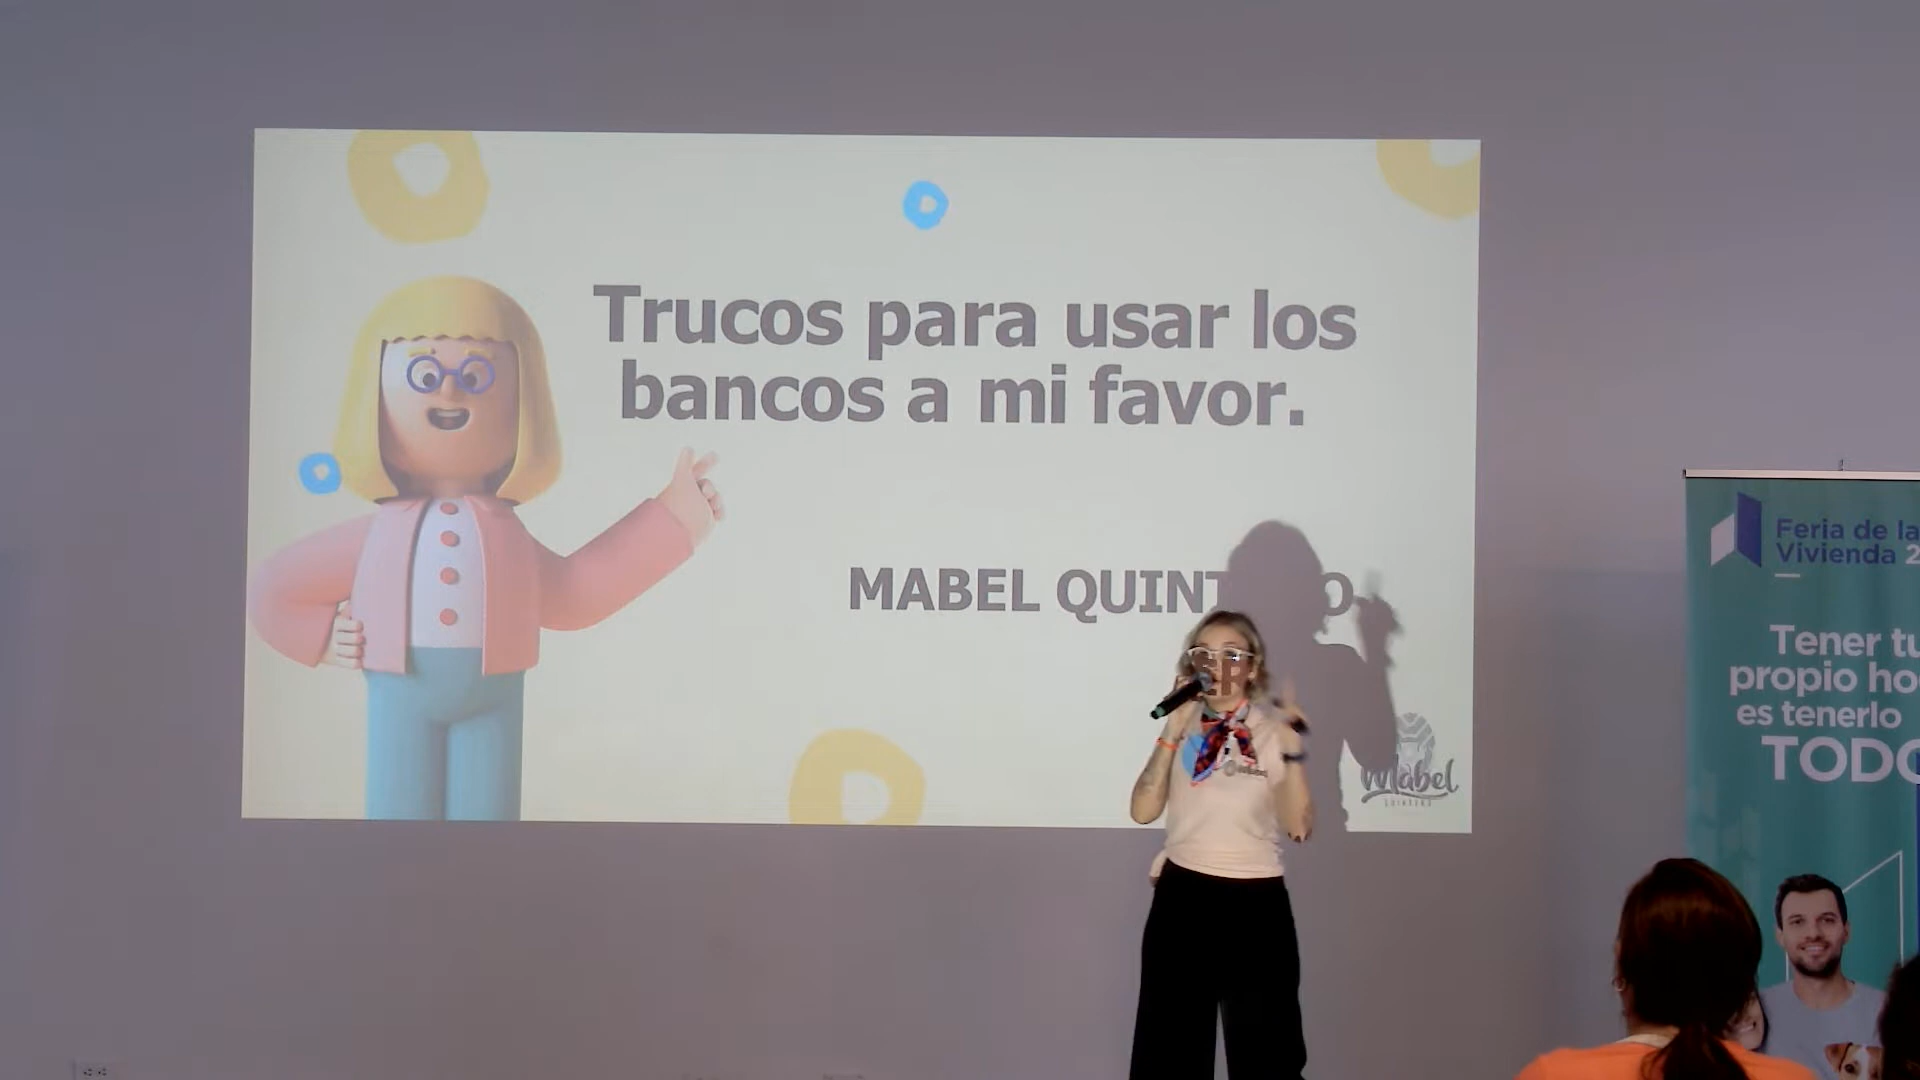 Trucos para usar los
bancos a mi favor.
MABEL QUINT
O
ER
Mabel
Feria de la
Vivienda 2
Tener tu
propio ho
es tenerlo
TODO